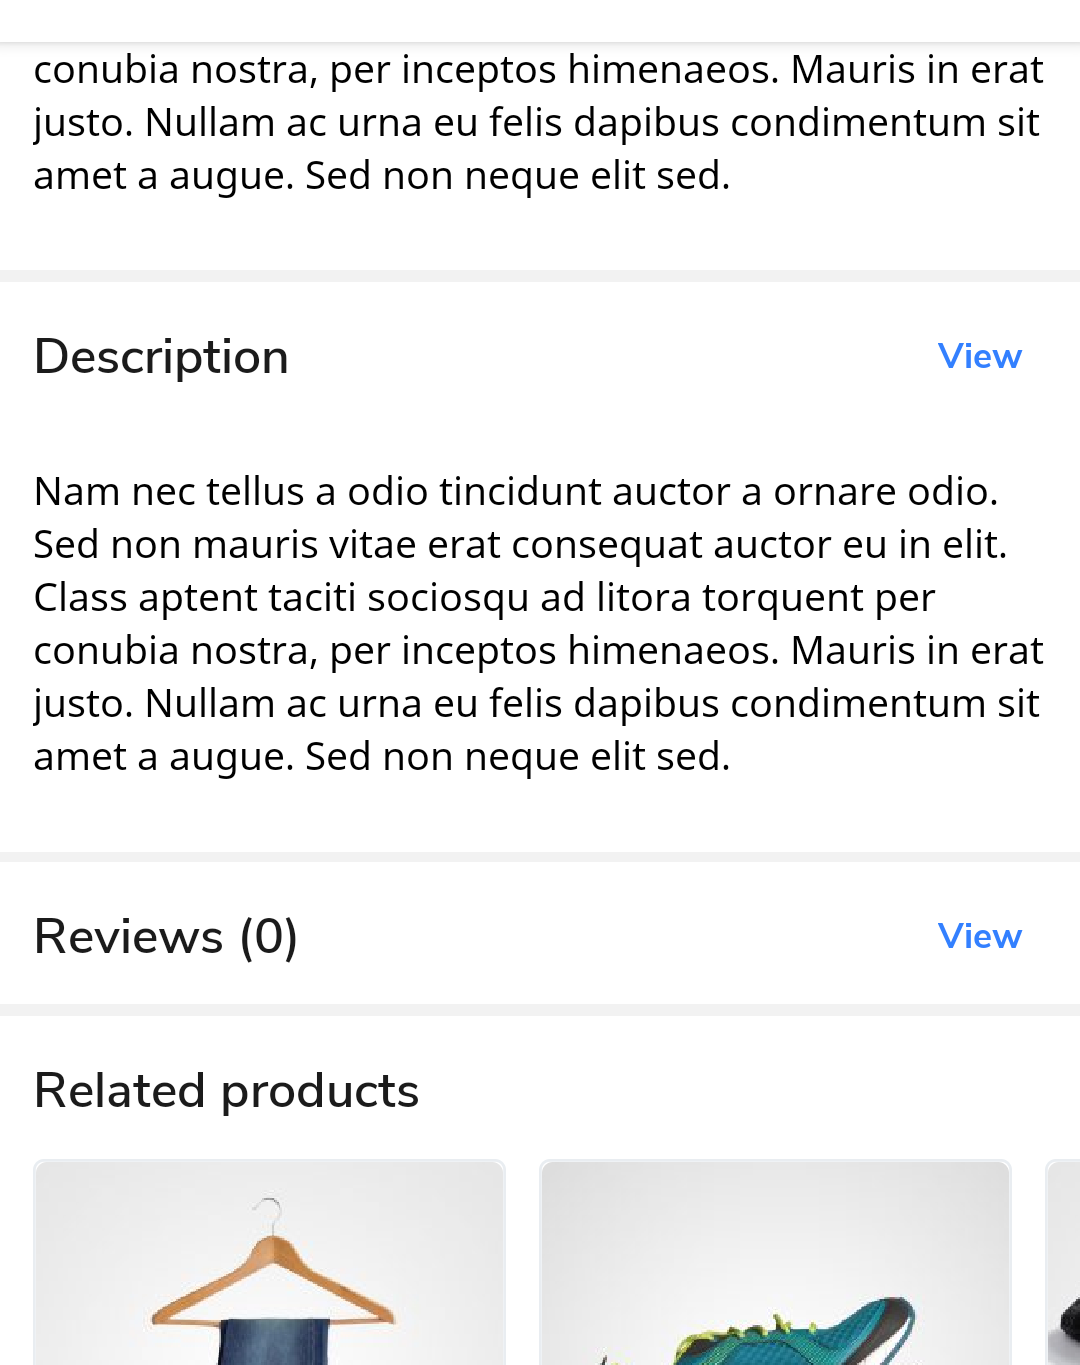 conubia nostra, per inceptos himenaeos. Mauris in erat
justo. Nullam ac urna eu felis dapibus condimentum sit
amet a augue. Sed non neque elit sed.
Description
View
Nam nec tellus a odio tincidunt auctor a ornare odio.
Sed non mauris vitae erat consequat auctor eu in elit.
Class aptent taciti sociosqu ad litora torquent per
conubia nostra, per inceptos himenaeos. Mauris in erat
justo. Nullam ac urna eu felis dapibus condimentum sit
amet a augue. Sed non neque elit sed.
Reviews (0)
View
Related products